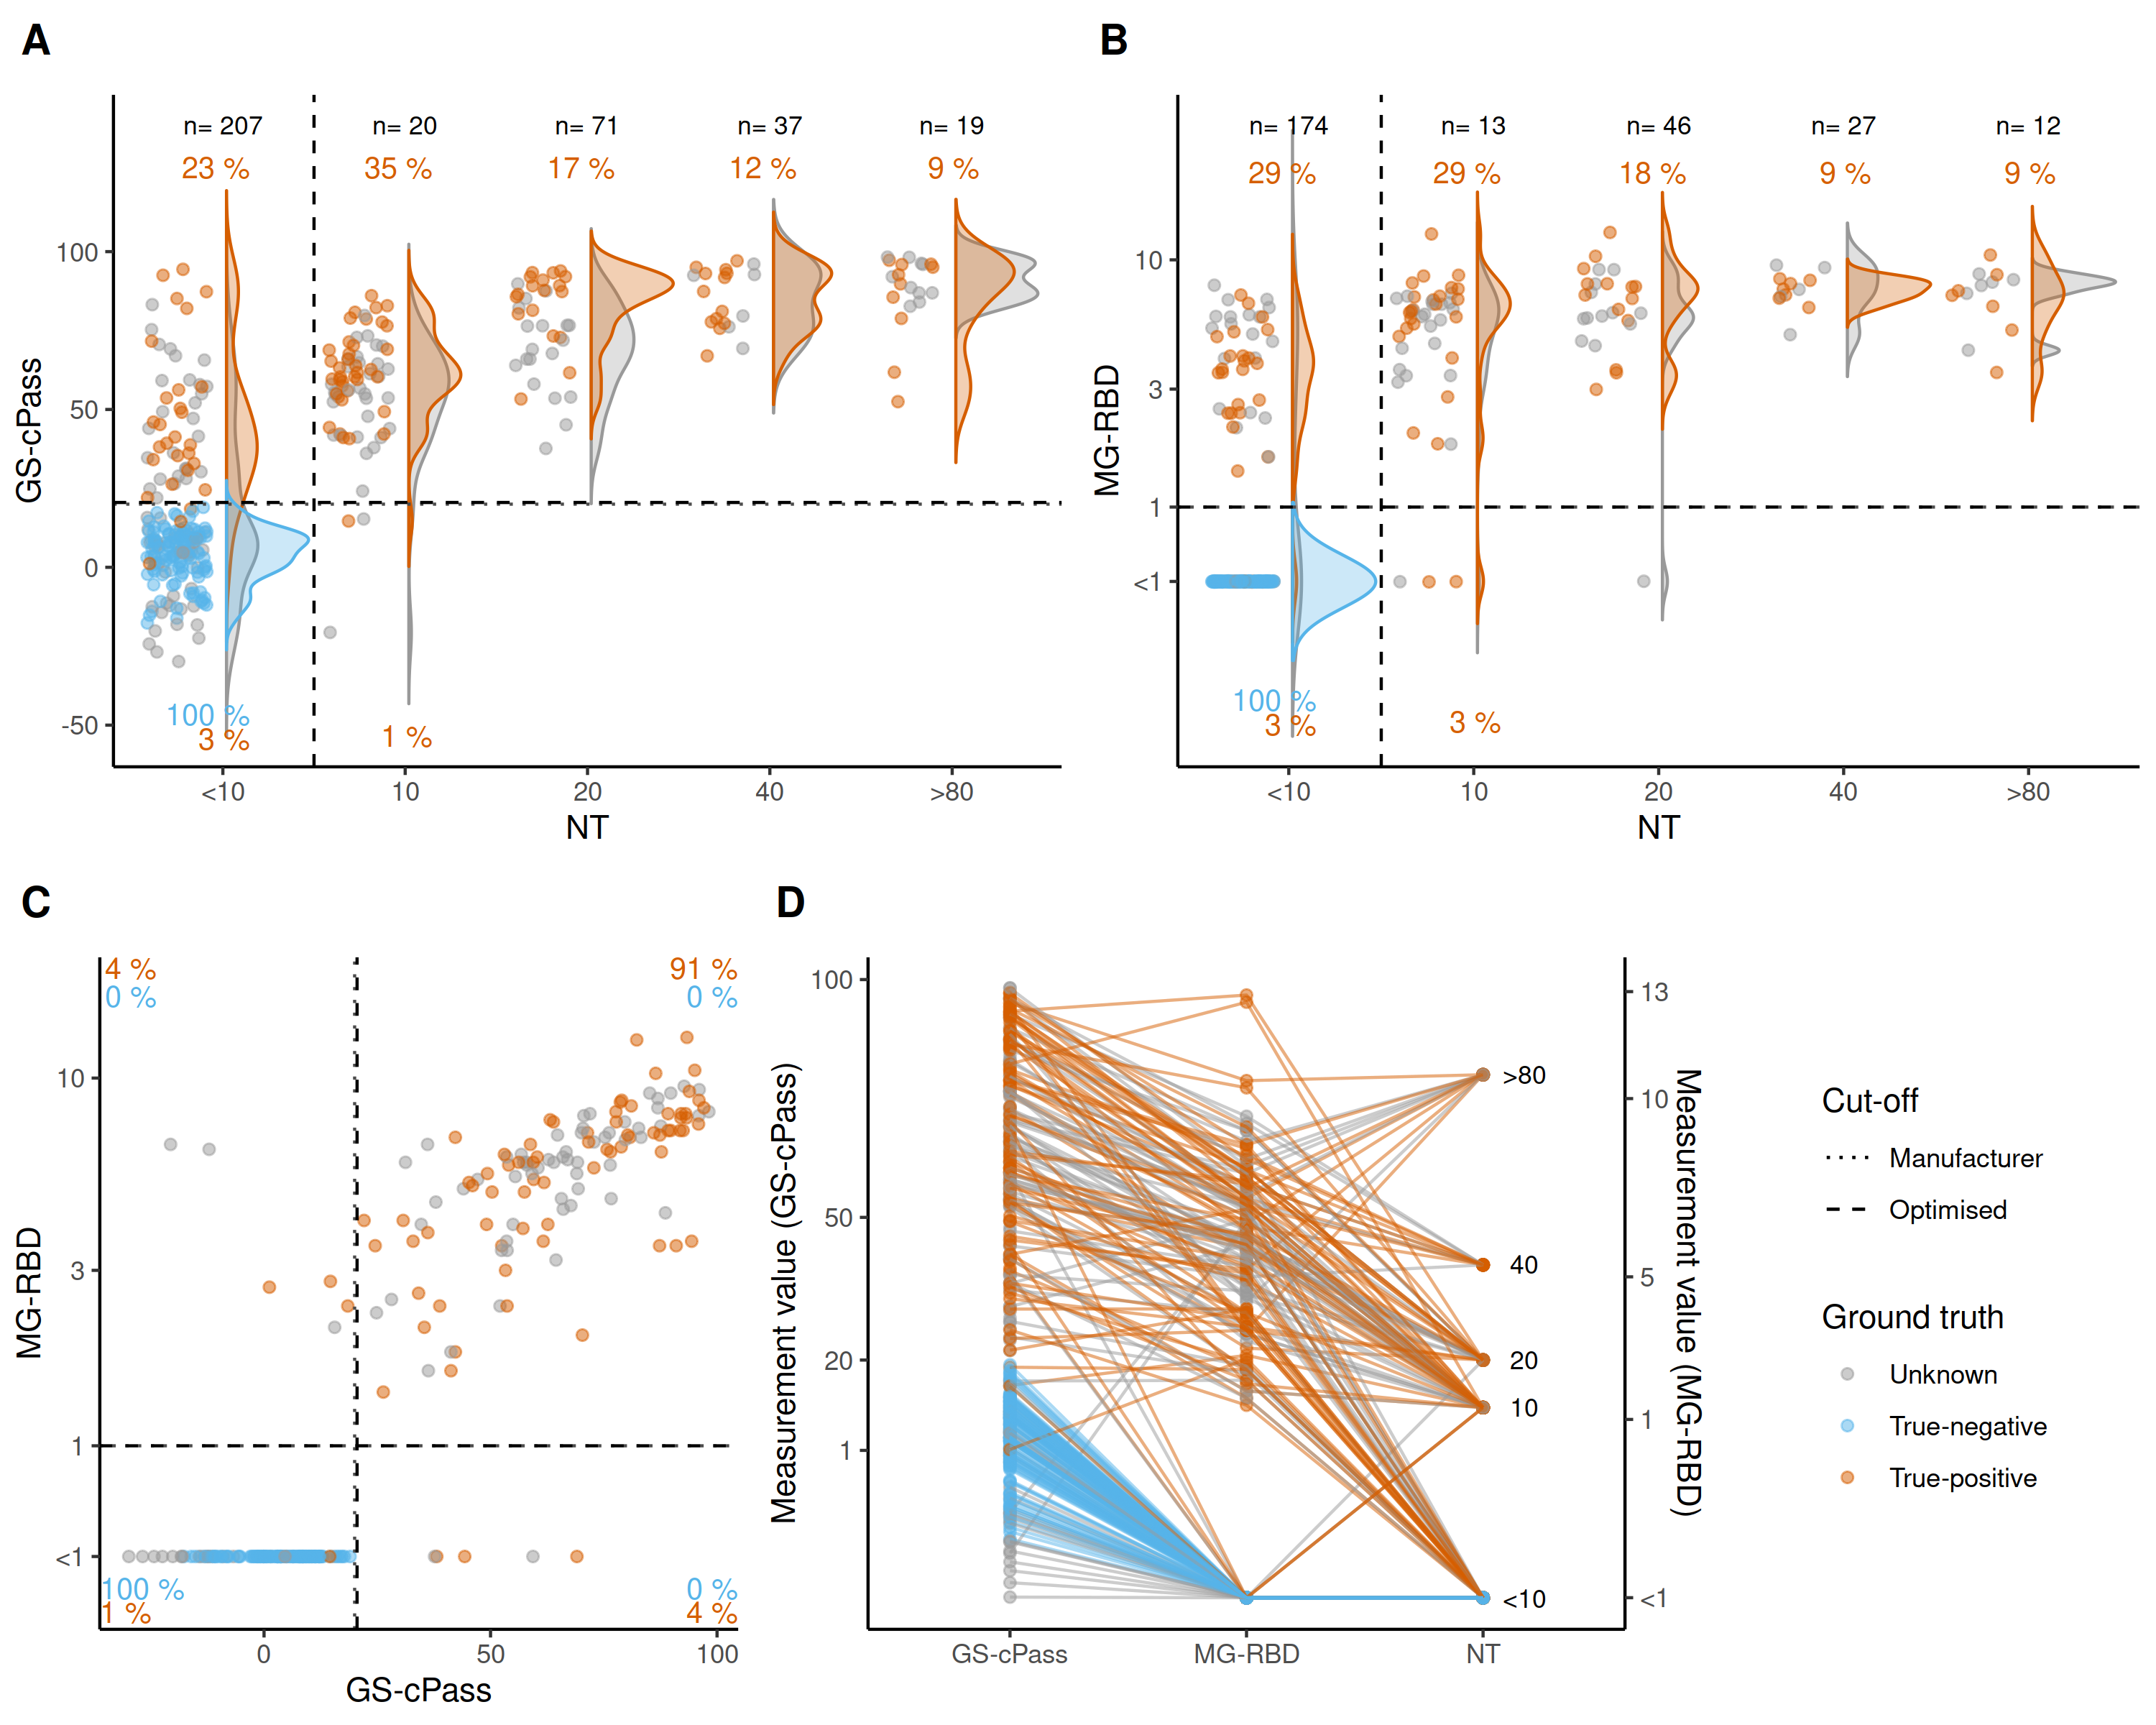 A
n= 207
n= 20
n= 71
n= 37
n= 19
23 %
35 %
17 %
12 %
9 %
100
50
0
-50
GS-cPass
100 %
3 %
1 %
<10
10
20
40
>80
NT
B
n= 174
n= 13
n= 46
n= 27
n= 12
29 %
29 %
18 %
9 %
9 %
10
3
1
<1
MG-RBD
100 %
3 %
3 %
<10
10
20
40
>80
NT
C
4 %
0 %
91 %
0 %
10
3
1
<1
MG-RBD
100 %
1 %
0 %
4 %
0
50
100
GS-cPass
D
100
50
20
1
Measurement value (GS-cPass)
>80
40
20
10
<10
13
10
5
1
<1
Measurement value (MG-RBD)
GS-cPass
MG-RBD
NT
Cut-off
Manufacturer
Optimised
Ground truth
Unknown
True-negative
True-positive